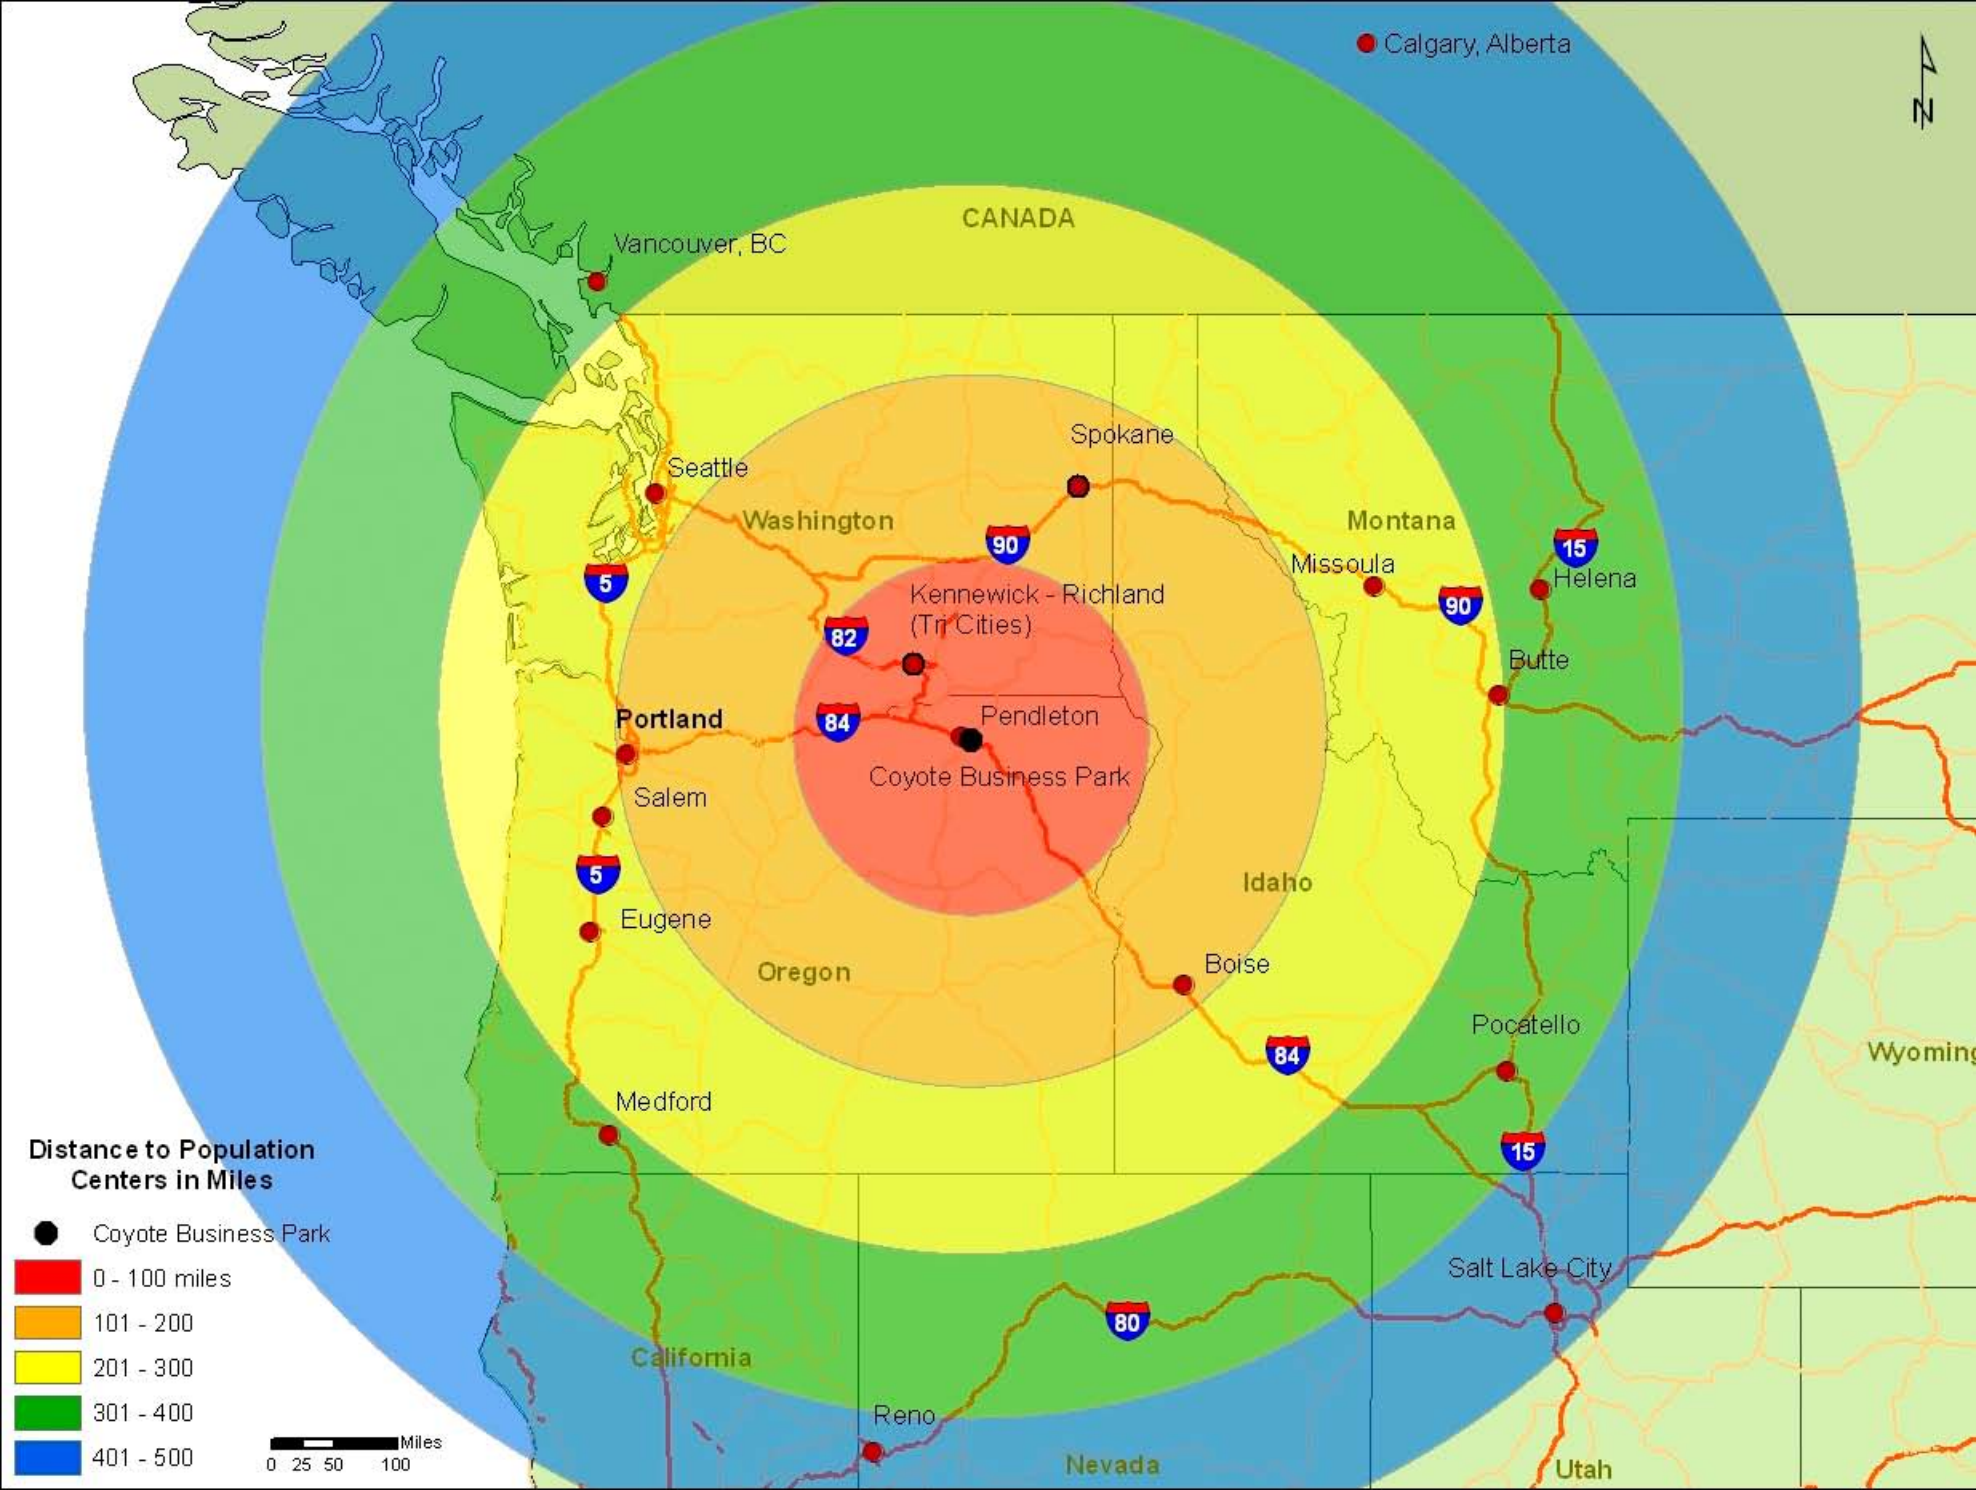 Calgary, Alberta
N
CANADA
Vancouver, BC
Spokane
Seattle
Washington
Montana
90
15
Missoula
Helena
5
Kennewick - Richland
(Tri Cities)
90
82
Butte
Portland
84
Pendleton
Coyote Business Park
Salem
5
Idaho
Eugene
Boise
Oregon
Pocatello
84
Wyoming
Medford
15
Distance to Population
Centers in Miles
Coyote Business Park
0 - 100 miles
101 - 200
201 - 300
301 - 400
401 - 500
Miles
0 25 50 100
Salt Lake City
80
California
Reno
Nevada
Utah